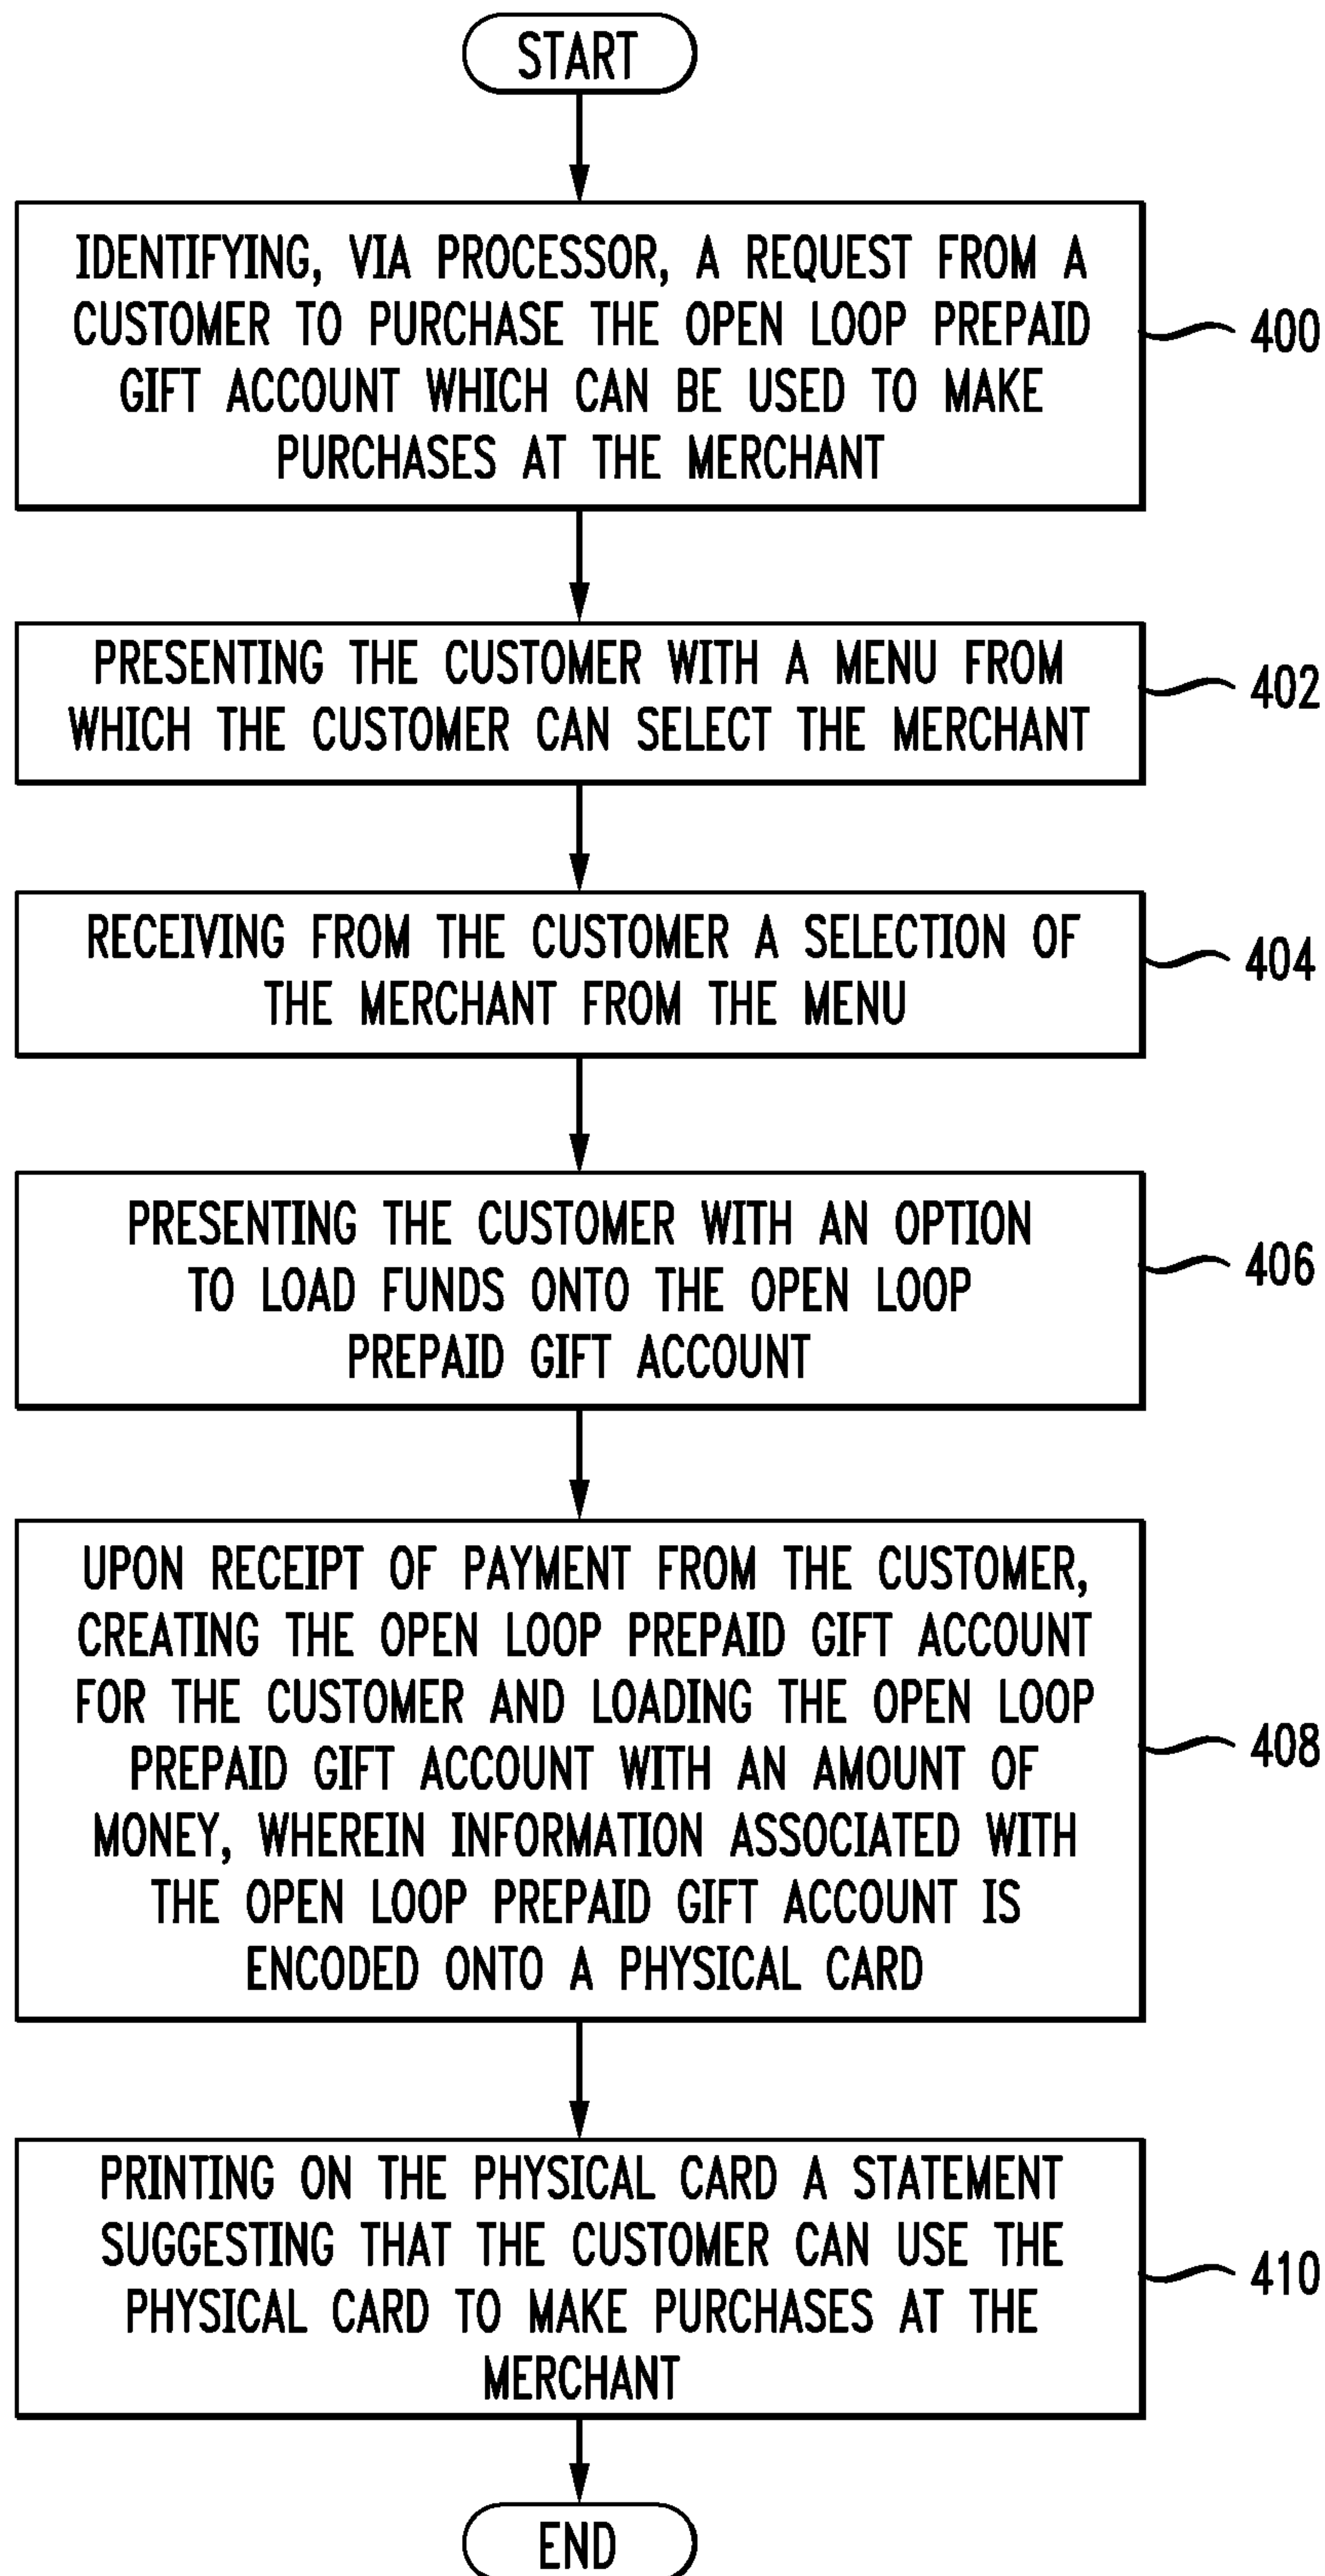 START
IDENTIFYING, VIA PROCESSOR, A REQUEST FROM A
CUSTOMER TO PURCHASE THE OPEN LOOP PREPAID
GIFT ACCOUNT WHICH CAN BE USED TO MAKE
PURCHASES AT THE MERCHANT
400
PRESENTING THE CUSTOMER WITH A MENU FROM
WHICH THE CUSTOMER CAN SELECT THE MERCHANT
402
RECEIVING FROM THE CUSTOMER A SELECTION OF
THE MERCHANT FROM THE MENU
404
PRESENTING THE CUSTOMER WITH AN OPTION
TO LOAD FUNDS ONTO THE OPEN LOOP
PREPAID GIFT ACCOUNT
406
UPON RECEIPT OF PAYMENT FROM THE CUSTOMER,
CREATING THE OPEN LOOP PREPAID GIFT ACCOUNT
FOR THE CUSTOMER AND LOADING THE OPEN LOOP
PREPAID GIFT ACCOUNT WITH AN AMOUNT OF
MONEY, WHEREIN INFORMATION ASSOCIATED WITH
THE OPEN LOOP PREPAID GIFT ACCOUNT IS
ENCODED ONTO A PHYSICAL CARD
408
PRINTING ON THE PHYSICAL CARD A STATEMENT
SUGGESTING THAT THE CUSTOMER CAN USE THE
PHYSICAL CARD TO MAKE PURCHASES AT THE
MERCHANT
410
END